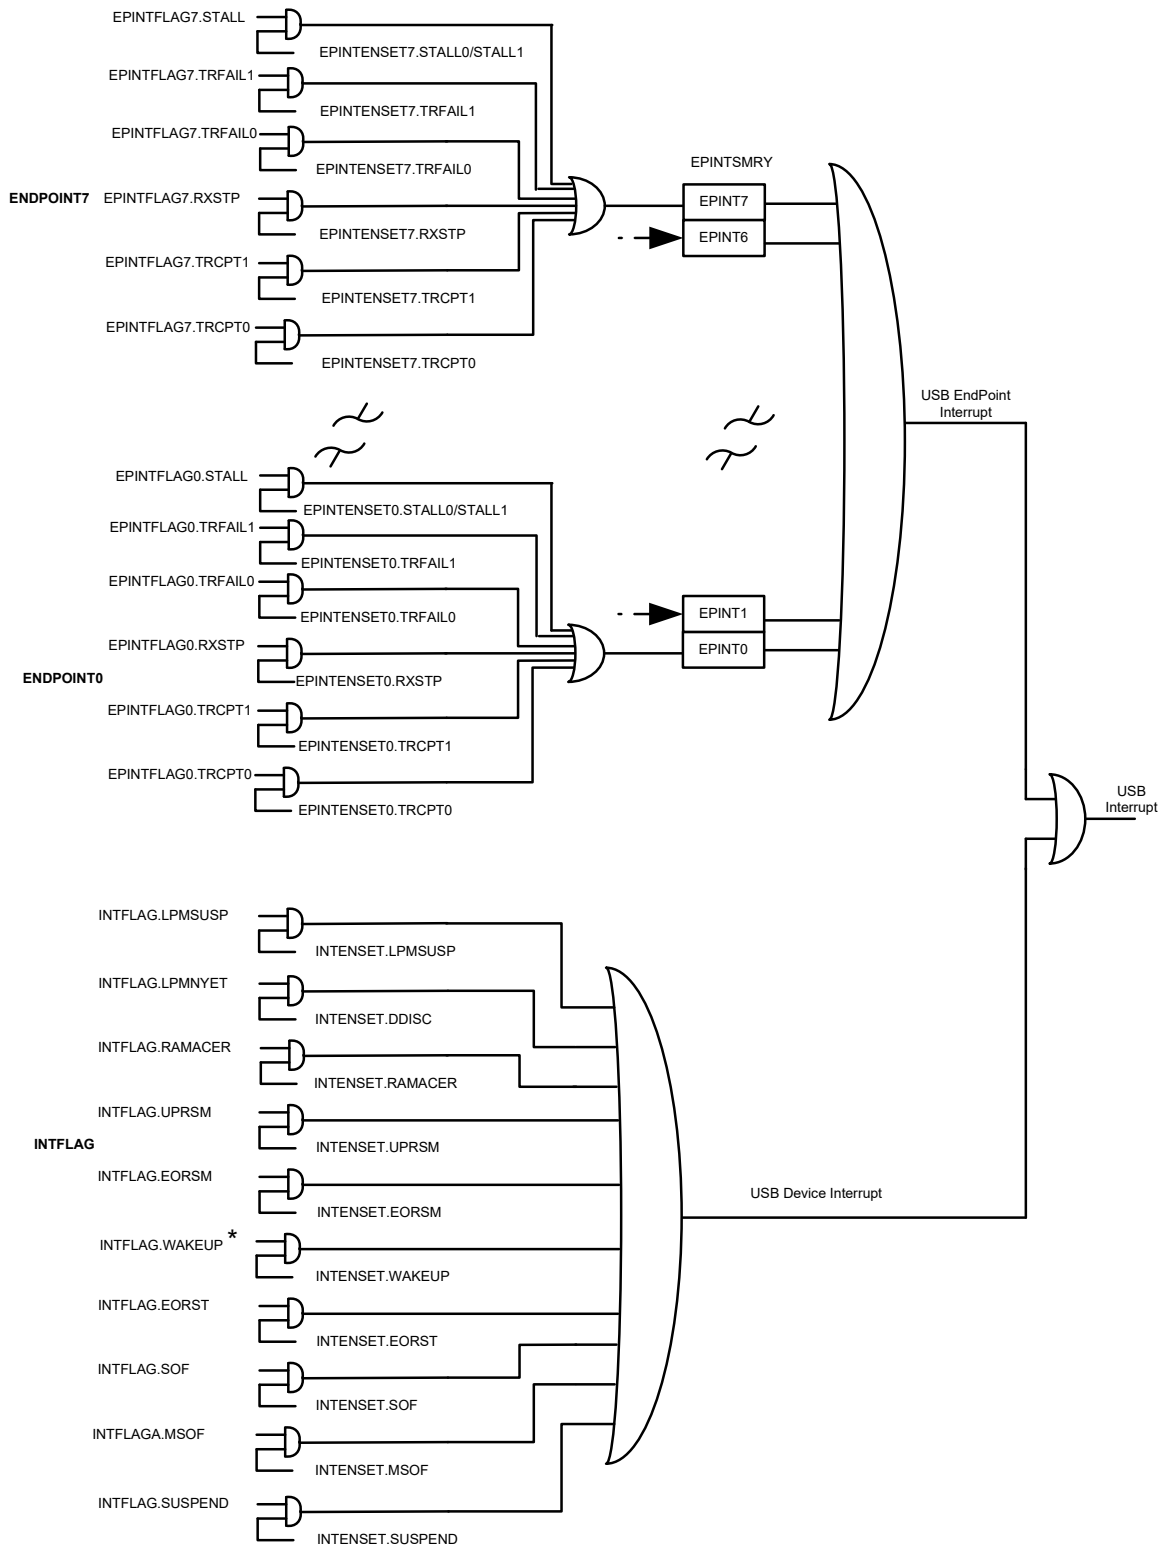 EPINTFLAG7.STALL
EPINTENSET7.STALL0/STALL1
EPINTFLAG7.TRFAIL1
EPINTENSET7.TRFAIL1
EPINTFLAG7.TRFAIL0
EPINTENSET7.TRFAIL0
ENDPOINT7
EPINTFLAG7.RXSTP
EPINTENSET7.RXSTP
EPINTFLAG7.TRCPT1
EPINTENSET7.TRCPT1
EPINTFLAG7.TRCPT0
EPINTENSET7.TRCPT0
EPINTSMRY
EPINT7
EPINT6
USB EndPoint
Interrupt
EPINTFLAG0.STALL
EPINTENSET0.STALL0/STALL1
EPINTFLAG0.TRFAIL1
EPINTENSET0.TRFAIL1
EPINTFLAG0.TRFAIL0
EPINTENSET0.TRFAIL0
EPINTFLAG0.RXSTP
ENDPOINT0
EPINTENSET0.RXSTP
EPINTFLAG0.TRCPT1
EPINTENSET0.TRCPT1
EPINTFLAG0.TRCPT0
EPINTENSET0.TRCPT0
EPINT1
EPINT0
USB
Interrupt
INTFLAG.LPMSUSP
INTENSET.LPMSUSP
INTFLAG.LPMNYET
INTENSET.DDISC
INTFLAG.RAMACER
INTENSET.RAMACER
INTFLAG.UPRSM
INTFLAG
INTENSET.UPRSM
INTFLAG.EORSM
INTENSET.EORSM
INTFLAG.WAKEUP *
INTENSET.WAKEUP
INTFLAG.EORST
INTENSET.EORST
INTFLAG.SOF
INTENSET.SOF
INTFLAGA.MSOF
INTENSET.MSOF
INTFLAG.SUSPEND
INTENSET.SUSPEND
USB Device Interrupt